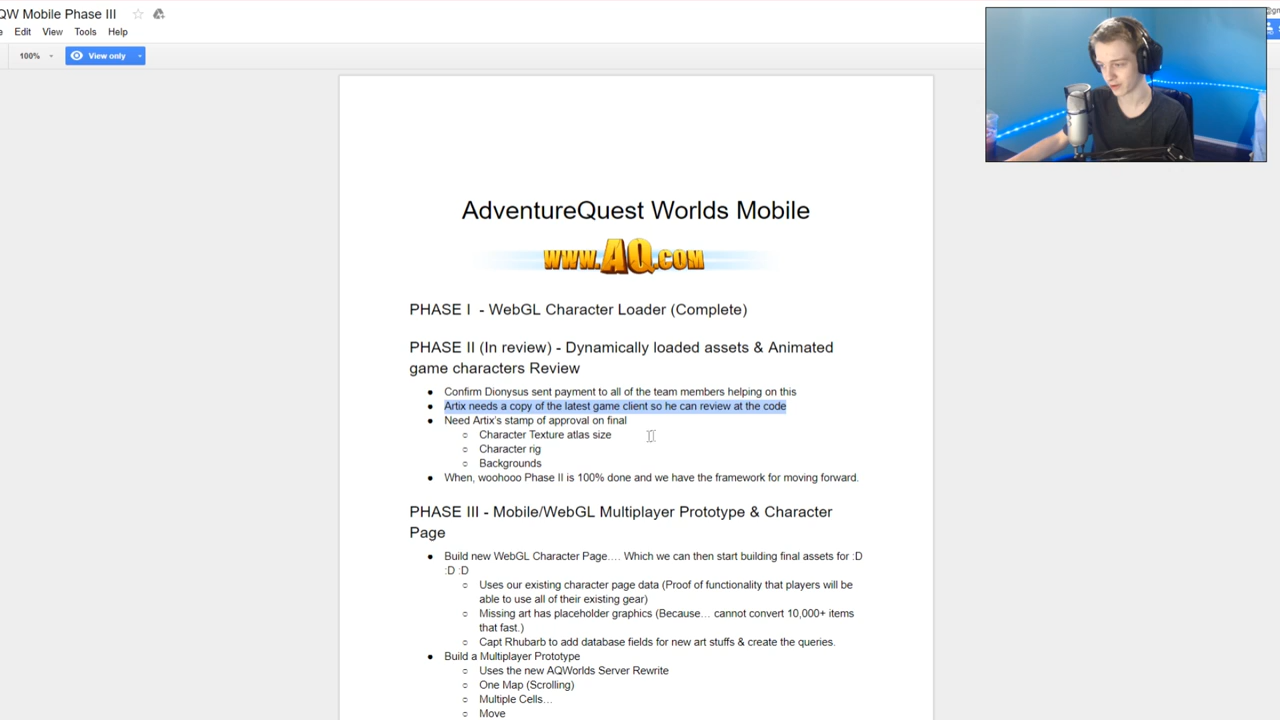 QW Mobile Phase III
Edit View Tools Help
100% View only
AdventureQuest Worlds Mobile
WWW.AQ.COM
PHASE I - WebGL Character Loader (Complete)
PHASE II (In review) - Dynamically loaded assets & Animated
game characters Review
Confirm Dionysus sent payment to all of the team members helping on this
Artix needs a copy of the latest game client so he can review at the code
Need Artix's stamp of approval on final
Character Texture atlas size
Character rig
Backgrounds
When, woohooo Phase II is 100% done and we have the framework for moving forward.
PHASE III - Mobile/WebGL Multiplayer Prototype & Character
Page
Build new WebGL Character Page.... Which we can then start building final assets for :D
:D :D
Uses our existing character page data (Proof of functionality that players will be
able to use all of their existing gear)
Missing art has placeholder graphics (Because... cannot convert 10,000+ items
that fast.)
Capt Rhubarb to add database fields for new art stuffs & create the queries.
Build a Multiplayer Prototype
Uses the new AQWorlds Server Rewrite
One Map (Scrolling)
Multiple Cells...
Move